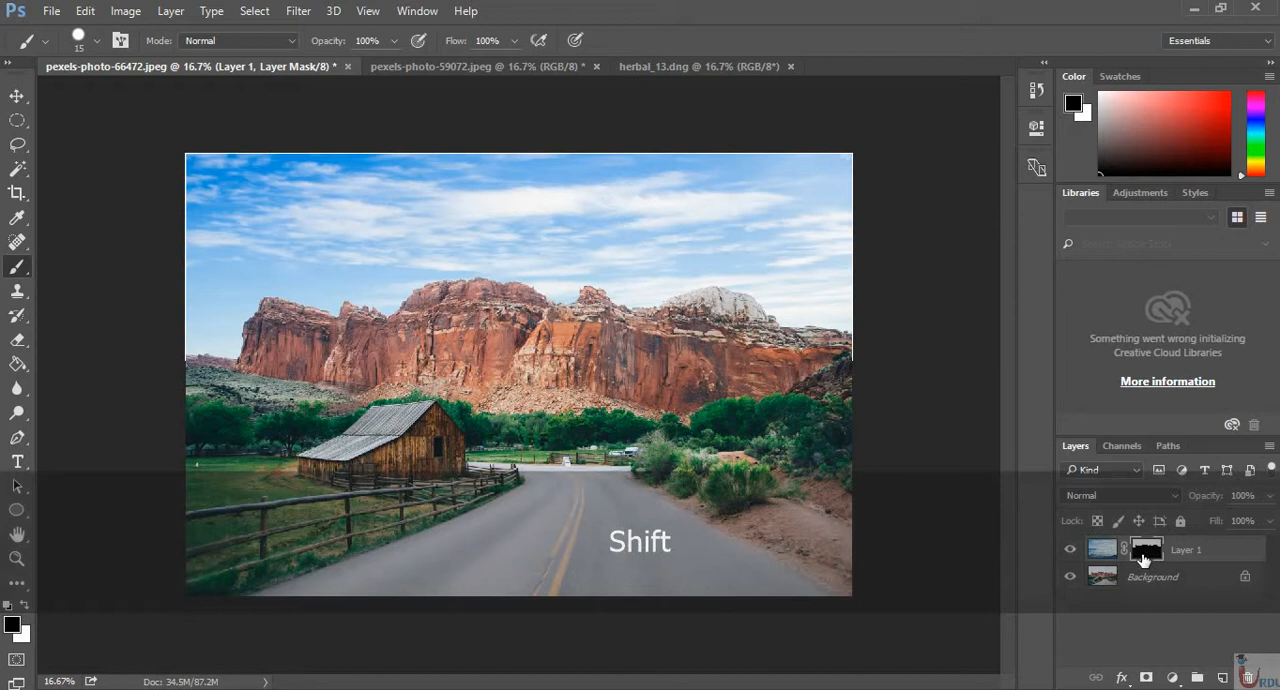 Ps File Edit Image Layer Type Select Filter 3D View Window Help
15 Mode: Normal Opacity: 100% Flow: 100% Essentials
pexels-photo-66472.jpeg @ 16.7% (Layer 1, Layer Mask/8) * × pexels-photo-59072.jpeg @ 16.7% (RGB/8) * × herbal_13.dng @ 16.7% (RGB/8*) ×
Color Swatches
Libraries Adjustments Styles
Something went wrong initializing
Creative Cloud Libraries
More information
Layers Channels Paths
Kind
Normal Opacity: 100%
Lock: Fill: 100%
Shift
Layer 1
Background
16.67% Doc: 34.5M/87.2M
URDU